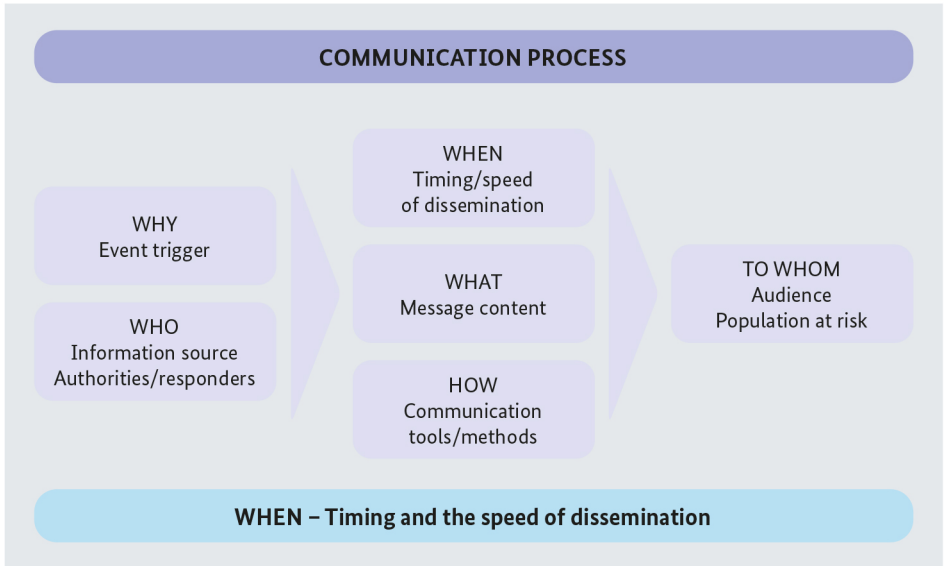 COMMUNICATION PROCESS
WHY
Event trigger
WHO
Information source
Authorities/responders
WHEN
Timing/speed
of dissemination
WHAT
Message content
HOW
Communication
tools/methods
TO WHOM
Audience
Population at risk
WHEN – Timing and the speed of dissemination